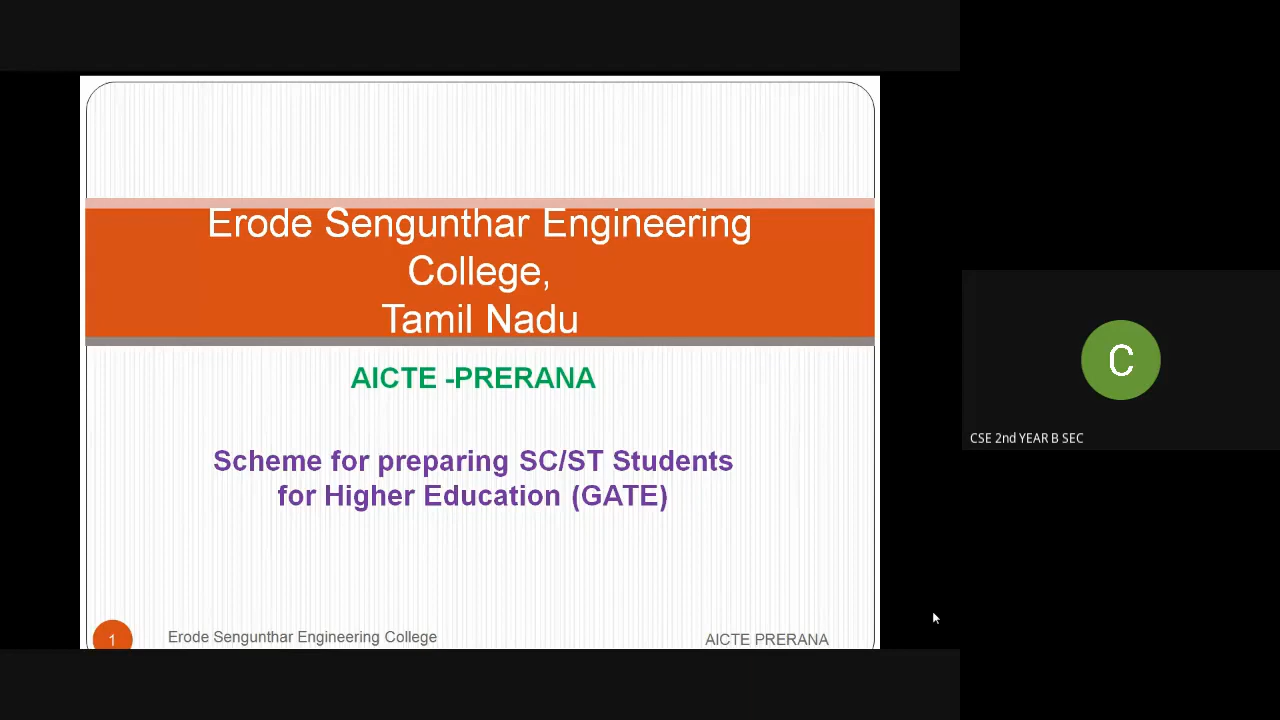 Erode Sengunthar Engineering
College,
Tamil Nadu
AICTE -PRERANA
Scheme for preparing SC/ST Students
for Higher Education (GATE)
1
Erode Sengunthar Engineering College
AICTE PRERANA
C
CSE 2nd YEAR B SEC